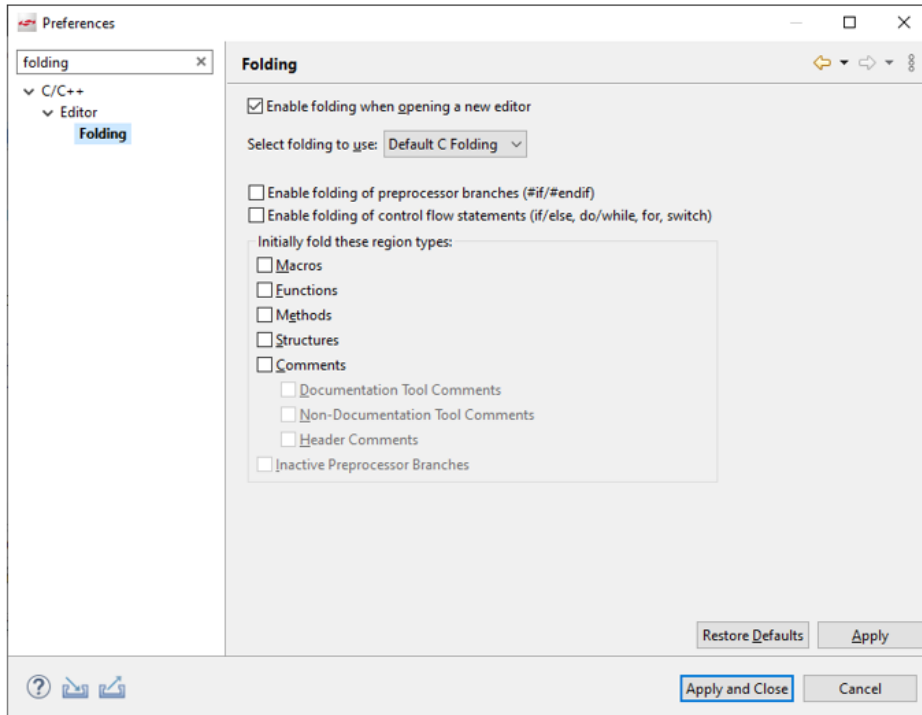 Preferences
folding
Folding
C/C++
Editor
Folding
Enable folding when opening a new editor
Select folding to use: Default C Folding
Enable folding of preprocessor branches (#if/#endif)
Enable folding of control flow statements (if/else, do/while, for, switch)
Initially fold these region types:
Macros
Functions
Methods
Structures
Comments
Documentation Tool Comments
Non-Documentation Tool Comments
Header Comments
Inactive Preprocessor Branches
Restore Defaults Apply
Apply and Close Cancel